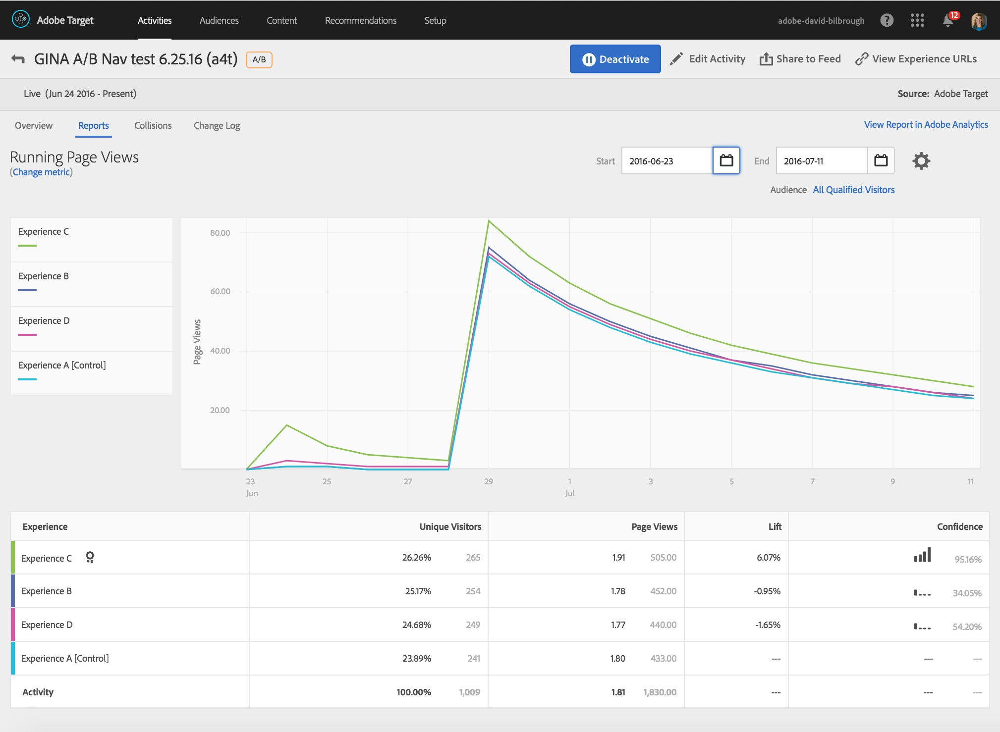 Adobe Target Activities Audiences Content Recommendations Setup adobe-david-bilbrough ? 12
GINA A/B Nav test 6.25.16 (a4t) A/B Deactivate Edit Activity Share to Feed View Experience URLs
Live (Jun 24 2016 - Present) Source: Adobe Target
Overview Reports Collisions Change Log View Report in Adobe Analytics
Running Page Views
(Change metric)
Start 2016-06-23 End 2016-07-11
Audience All Qualified Visitors
Experience C
Experience B
Experience D
Experience A [Control]
Page Views
80.00
60.00
40.00
20.00
23 25 27 29 1 3 5 7 9 11
Jun Jul
Experience Unique Visitors Page Views Lift Confidence
Experience C 26.26% 265 1.91 505.00 6.07% 95.16%
Experience B 25.17% 254 1.78 452.00 -0.95% 34.05%
Experience D 24.68% 249 1.77 440.00 -1.65% 54.20%
Experience A [Control] 23.89% 241 1.80 433.00 --- --- ---
Activity 100.00% 1,009 1.81 1,830.00 --- --- ---